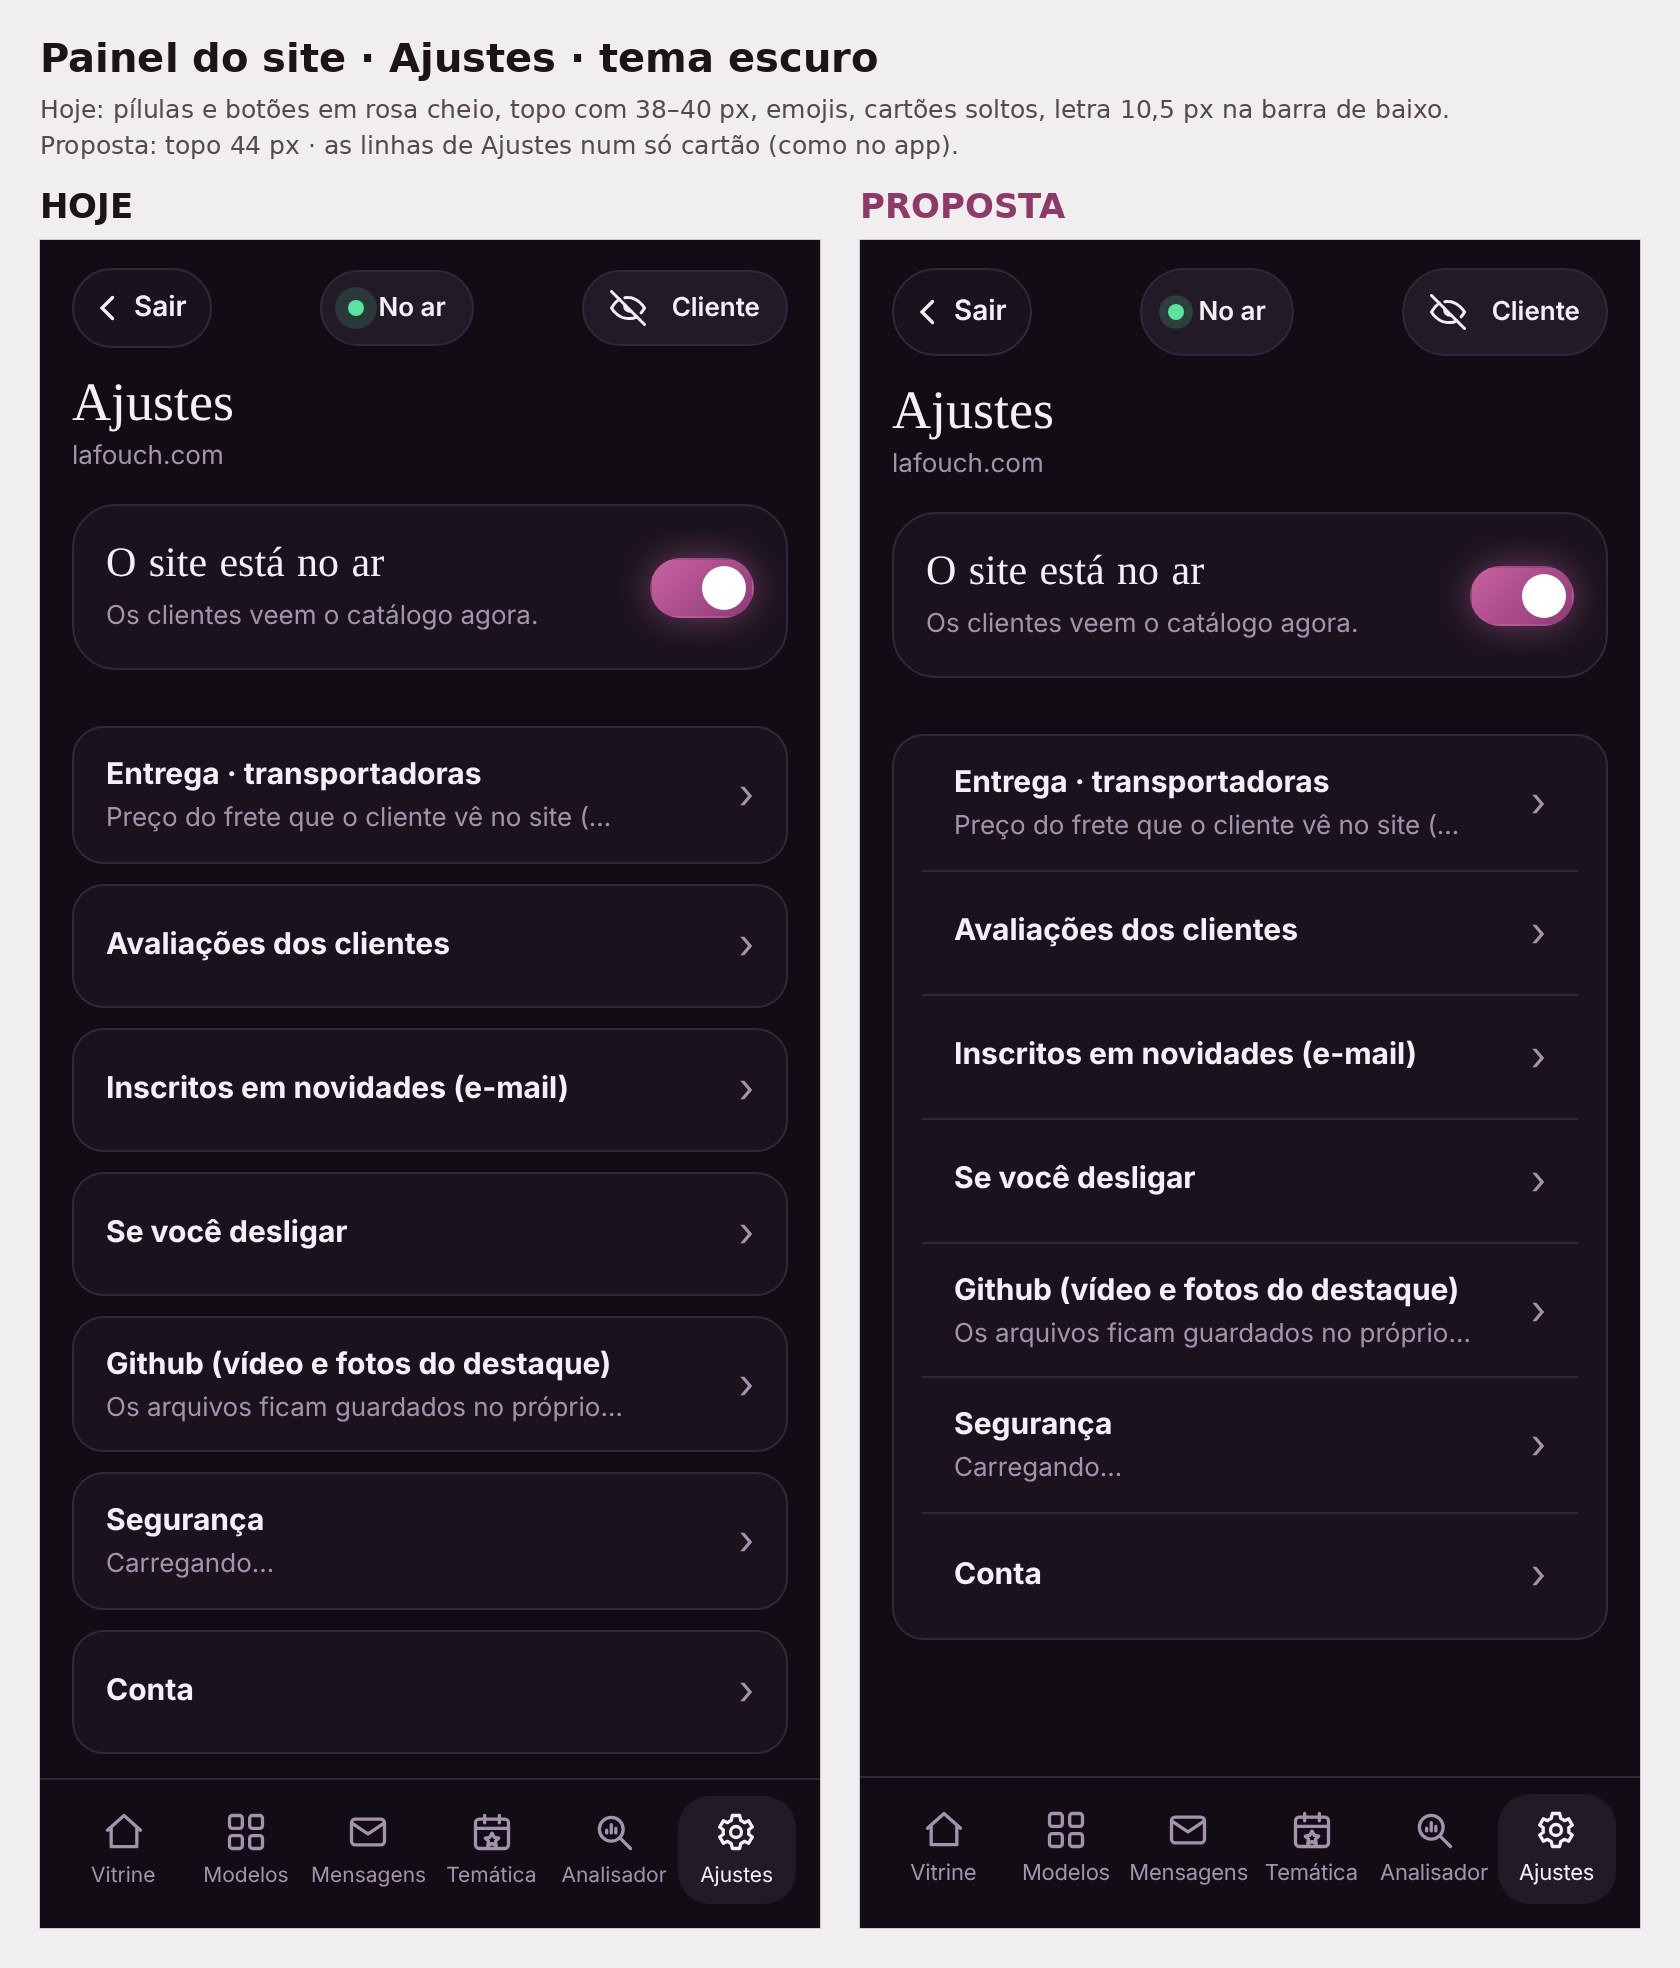 Painel do site · Ajustes · tema escuro
Hoje: pílulas e botões em rosa cheio, topo com 38–40 px, emojis, cartões soltos, letra 10,5 px na barra de baixo.
Proposta: topo 44 px · as linhas de Ajustes num só cartão (como no app).
HOJE
Sair
No ar
Cliente
Ajustes
lafouch.com
O site está no ar
Os clientes veem o catálogo agora.
Entrega · transportadoras
Preço do frete que o cliente vê no site (...
Avaliações dos clientes
Inscritos em novidades (e-mail)
Se você desligar
Github (vídeo e fotos do destaque)
Os arquivos ficam guardados no próprio...
Segurança
Carregando...
Conta
Vitrine
Modelos
Mensagens
Temática
Analisador
Ajustes
PROPOSTA
Sair
No ar
Cliente
Ajustes
lafouch.com
O site está no ar
Os clientes veem o catálogo agora.
Entrega · transportadoras
Preço do frete que o cliente vê no site (...
Avaliações dos clientes
Inscritos em novidades (e-mail)
Se você desligar
Github (vídeo e fotos do destaque)
Os arquivos ficam guardados no próprio...
Segurança
Carregando...
Conta
Vitrine
Modelos
Mensagens
Temática
Analisador
Ajustes